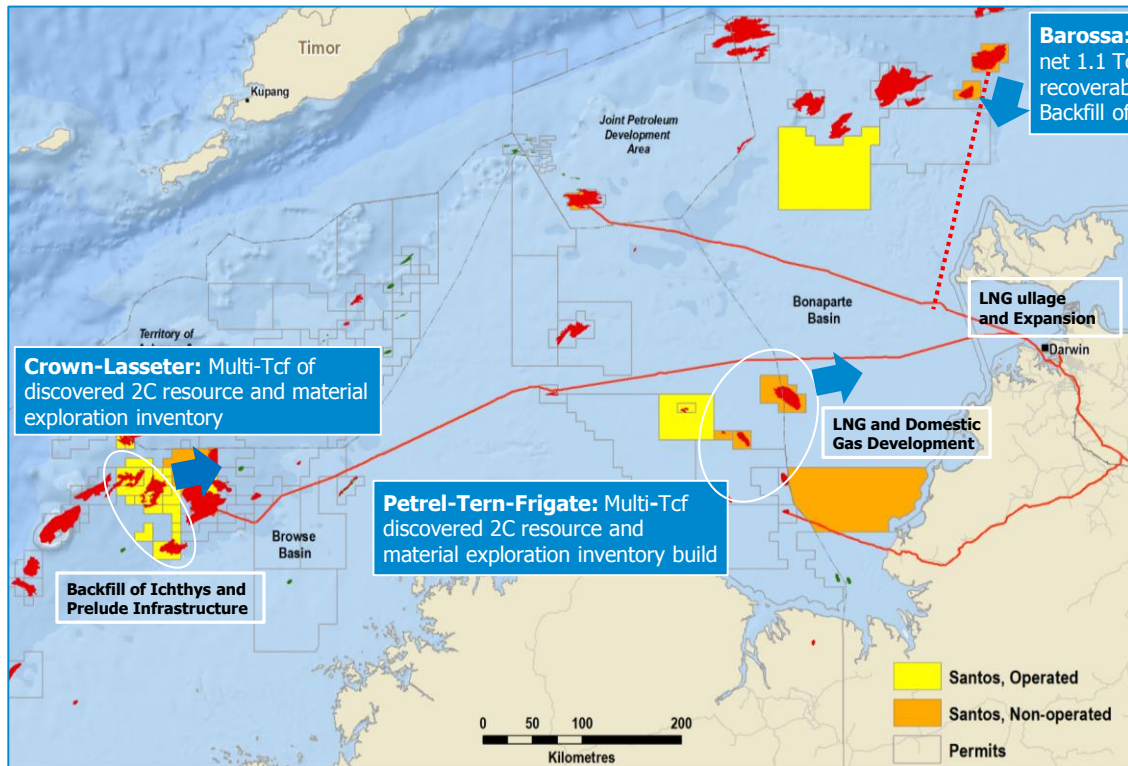 Timor
Kupang
Joint Petroleum
Development
Area
Barossa:
net 1.1
Backfill of
Bonaparte
Basin
LNG ullage
and Expansion
Darwin
Territory of
Crown-Lasseter: Multi-Tcf of
discovered 2C resource and material
exploration inventory
LNG and Domestic
Gas Development
Petrel-Tern-Frigate: Multi-Tcf
discovered 2C resource and
material exploration inventory build
Browse
Basin
Backfill of Ichthys and
Prelude Infrastructure
Santos, Operated
Santos, Non-operated
Permits
0 50 100 200
Kilometres